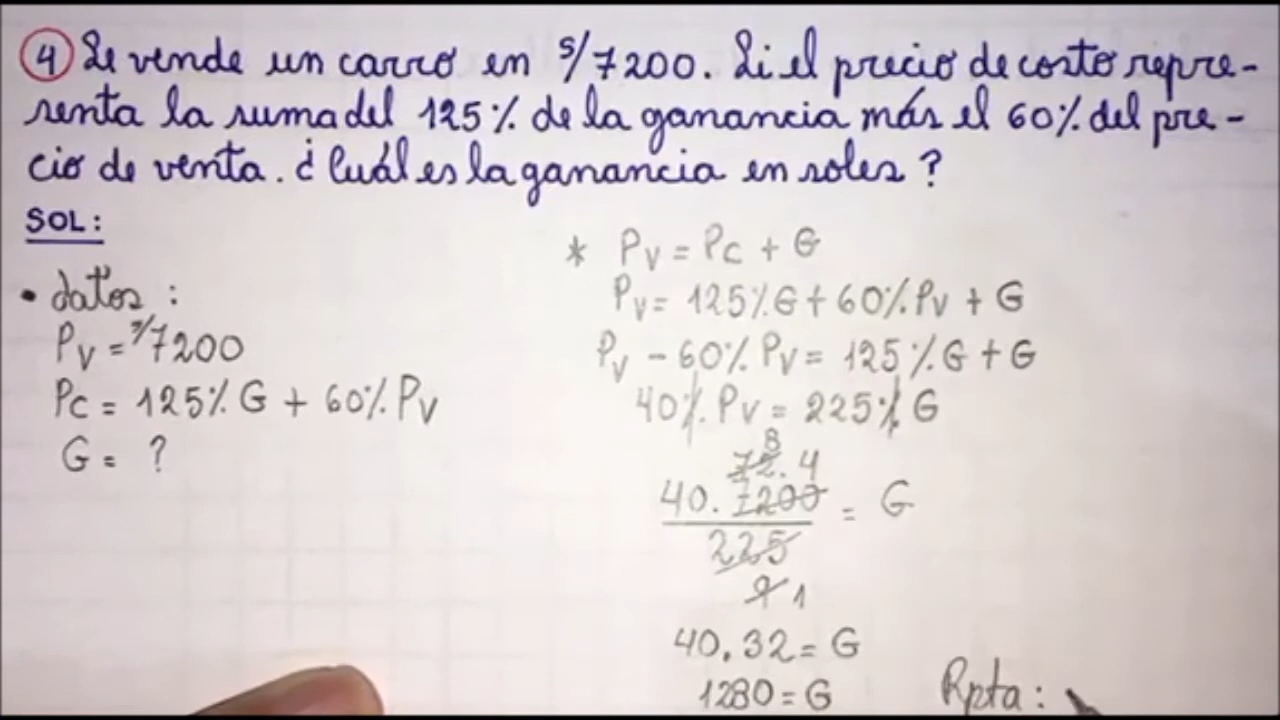 4 Se vende un carro en S/7200. Si el precio de costo repre-
senta la suma del 125% de la ganancia más el 60% del pre-
cio de venta. ¿Cuál es la ganancia en soles?
SOL:
• datos:
Pv = S/7200
Pc = 125% G + 60% Pv
G = ?
* Pv = Pc + G
Pv = 125% G + 60% Pv + G
Pv - 60% Pv = 125% G + G
40% Pv = 225% G
8
72.4
40.7200 = G
225
9 1
40.32 = G
1280 = G
Rpta: